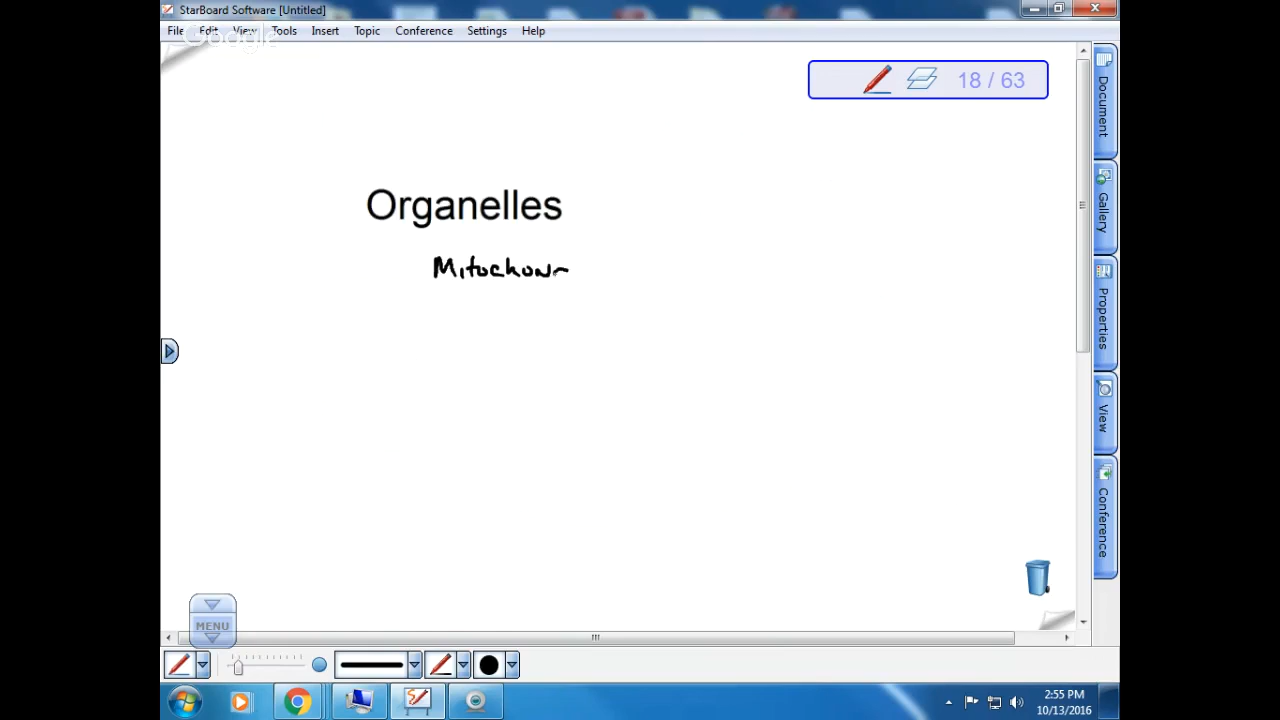 StarBoard Software [Untitled]
File Edit View Tools Insert Topic Conference Settings Help
Google
18 / 63
Document
Gallery
Properties
View
Conference
Organelles
Mitochon
MENU
2:55 PM
10/13/2016